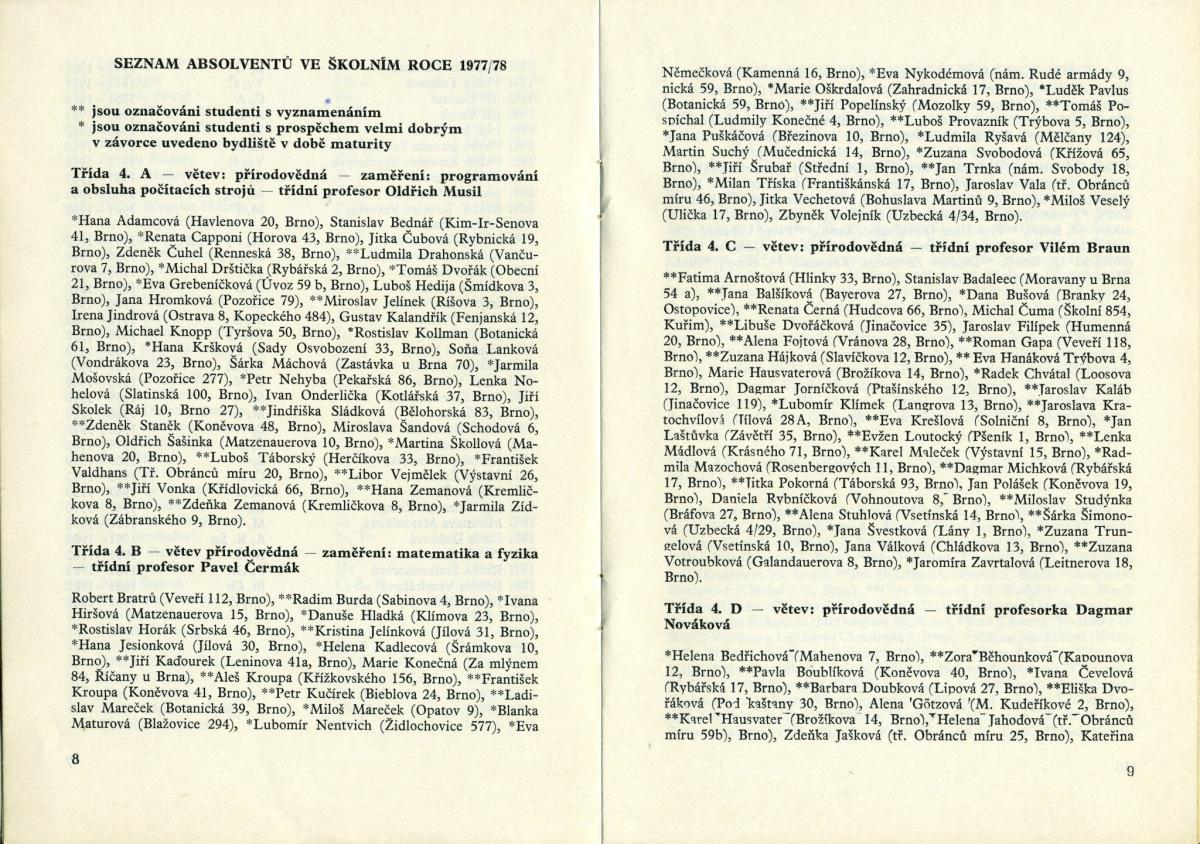 SEZNAM ABSOLVENTŮ VE ŠKOLNÍM ROCE 1977/78
** jsou označováni studenti s vyznamenáním
* jsou označováni studenti s prospěchem velmi dobrým
v závorce uvedeno bydliště v době maturity
Třída 4. A — větev: přírodovědná — zaměření: programování
a obsluha počítacích strojů — třídní profesor Oldřich Musil
*Hana Adamcová (Havlenova 20, Brno), Stanislav Bednář (Kim-Ir-Senova
41, Brno), *Renata Capponi (Horova 43, Brno), Jitka Čubová (Rybnická 19,
Brno), Zdeněk Čuhel (Renneská 38, Brno), **Ludmila Drahonská (Vanču-
rova 7, Brno), *Michal Drštička (Rybářská 2, Brno), *Tomáš Dvořák (Obecní
21, Brno), *Eva Grebeníčková (Úvoz 59 b, Brno), Luboš Hedija (Šmídkova 3,
Brno), Jana Hromková (Pozořice 79), **Miroslav Jelínek (Ríšova 3, Brno),
Irena Jindrová (Ostrava 8, Kopeckého 484), Gustav Kalandřík (Fenjanská 12,
Brno), Michael Knopp (Tyršova 50, Brno), *Rostislav Kollman (Botanická
61, Brno), *Hana Kršková (Sady Osvobození 33, Brno), Soňa Lanková
(Vondrákova 23, Brno), Šárka Máchová (Zastávka u Brna 70), *Jarmila
Mošovská (Pozořice 277), *Petr Nehyba (Pekařská 86, Brno), Lenka No-
helová (Slatinská 100, Brno), Ivan Onderlička (Kotlářská 37, Brno), Jiří
Skolek (Ráj 10, Brno 27), **Jindřiška Sládková (Bělohorská 83, Brno),
**Zdeněk Staněk (Koněvova 48, Brno), Miroslava Šandová (Schodová 6,
Brno), Oldřich Šašinka (Matzenauerova 10, Brno), *Martina Školloví (Ma-
henova 20, Brno), **Luboš Táborský (Herčíkova 33, Brno), *František
Valdhans (Tř. Obránců míru 20, Brno), **Libor Vejmělek (Výstavní 26,
Brno), **Jiří Vonka (Křídlovická 66, Brno), **Hana Zemanová (Kremlič-
kova 8, Brno), **Zdeňka Zemanová (Kremličkova 8, Brno), *Jarmila Zíd-
ková (Zábranského 9, Brno).
Třída 4. B — větev přírodovědná — zaměření: matematika a fyzika
— třídní profesor Pavel Čermák
Robert Bratrů (Veveří 112, Brno), **Radim Burda (Sabinova 4, Brno), *Ivana
Hiršová (Matzenauerova 15, Brno), *Danuše Hladká (Klímova 23, Brno),
*Rostislav Horák (Srbská 46, Brno), **Kristina Jelínková (Jílová 31, Brno),
*Hana Jesionková (Jílová 30, Brno), *Helena Kadlecová (Šrámkova 10,
Brno), **Jiří Kaďourek (Leninova 41a, Brno), Marie Konečná (Za mlýnem
84, Říčany u Brna), **Aleš Kroupa (Křížkovského 156, Brno), **František
Kroupa (Koněvova 41, Brno), **Petr Kučírek (Bieblova 24, Brno), **Ladi-
slav Mareček (Botanická 39, Brno), *Miloš Mareček (Opatov 9), *Blanka
Maturová (Blažovice 294), *Lubomír Nentvich (Židlochovice 577), *Eva
8
Němečková (Kamenná 16, Brno), *Eva Nykodémová (nám. Rudé armády 9,
nická 59, Brno), *Marie Oškrdalová (Zahradnická 17, Brno), *Luděk Pavlus
(Botanická 59, Brno), **Jiří Popelínský (Mozolky 59, Brno), **Tomáš Po-
spíchal (Ludmily Konečné 4, Brno), **Luboš Provazník (Trýbova 5, Brno),
*Jana Puškáčová (Březinova 10, Brno), *Ludmila Ryšavá (Mělčany 124),
Martin Suchý (Mučednická 14, Brno), *Zuzana Svobodová (Křížová 65,
Brno), **Jiří Šrubař (Střední 1, Brno), **Jan Trnka (nám. Svobody 18,
Brno), *Milan Tříska (Františkánská 17, Brno), Jaroslav Vala (tř. Obránců
míru 46, Brno), Jitka Vechetová (Bohuslava Martinů 9, Brno), *Miloš Veselý
(Ulička 17, Brno), Zbyněk Volejník (Uzbecká 4/34, Brno).
Třída 4. C — větev: přírodovědná — třídní profesor Vilém Braun
**Fatima Arnoštová (Hlinky 33, Brno), Stanislav Badaleec (Moravany u Brna
54 a), **Jana Balšíková (Bayerova 27, Brno), *Dana Bušová (Branky 24,
Ostopovice), **Renata Černá (Hudcova 66, Brno), Michal Čuma (Školní 854,
Kuřim), **Libuše Dvořáčková (Jinačovice 35), Jaroslav Filípek (Humenná
20, Brno), **Alena Fojtová (Vránova 28, Brno), **Roman Gapa (Veveří 118,
Brno), **Zuzana Hájková (Slavíčkova 12, Brno), ** Eva Hanáková Trýbova 4,
Brno), Marie Hausvaterová (Brožíkova 14, Brno), *Radek Chvátal (Loosova
12, Brno), Dagmar Jorníčková (Ptašínského 12, Brno), **Jaroslav Kaláb
(Jinačovice 119), *Lubomír Klímek (Langrova 13, Brno), **Jaroslava Kra-
tochvílová (Jílová 28A, Brno), **Eva Krešlová (Solniční 8, Brno), *Jan
Laštůvka (Závětří 35, Brno), **Evžen Loutocký (Pšeník 1, Brno), **Lenka
Mádlová (Krásného 71, Brno), **Karel Maleček (Výstavní 15, Brno), *Rad-
mila Mazochová (Rosenbergových 11, Brno), **Dagmar Michková (Rybářská
17, Brno), **Jitka Pokorná (Táborská 93, Brno), Jan Polášek (Koněvova 19,
Brno), Daniela Rybníčková (Vohnoutova 8, Brno), **Miloslav Studýnka
(Bráfova 27, Brno), **Alena Stuhlová (Vsetínská 14, Brno), **Šárka Šimono-
vá (Uzbecká 4/29, Brno), *Jana Švestková (Lány 1, Brno), *Zuzana Trun-
gelová (Vsetínská 10, Brno), Jana Válková (Chládkova 13, Brno), **Zuzana
Votroubková (Galandauerova 8, Brno), *Jaromíra Zavrtalová (Leitnerova 18,
Brno).
Třída 4. D — větev: přírodovědná — třídní profesorka Dagmar
Nováková
*Helena Bedřichová (Mahenova 7, Brno), **Zora Běhounková (Kapounova
12, Brno), **Pavla Boublíková (Koněvova 40, Brno), *Ivana Čevelová
(Rybářská 17, Brno), **Barbara Doubková (Lipová 27, Brno), **Eliška Dvo-
řáková (Pod kaštany 30, Brno), Alena Götzová (M. Kudeříkové 2, Brno),
**Karel Hausvater (Brožíkova 14, Brno), *Helena Jahodová (tř. Obránců
míru 59b), Brno), Zdeňka Jašková (tř. Obránců míru 25, Brno), Kateřina
9